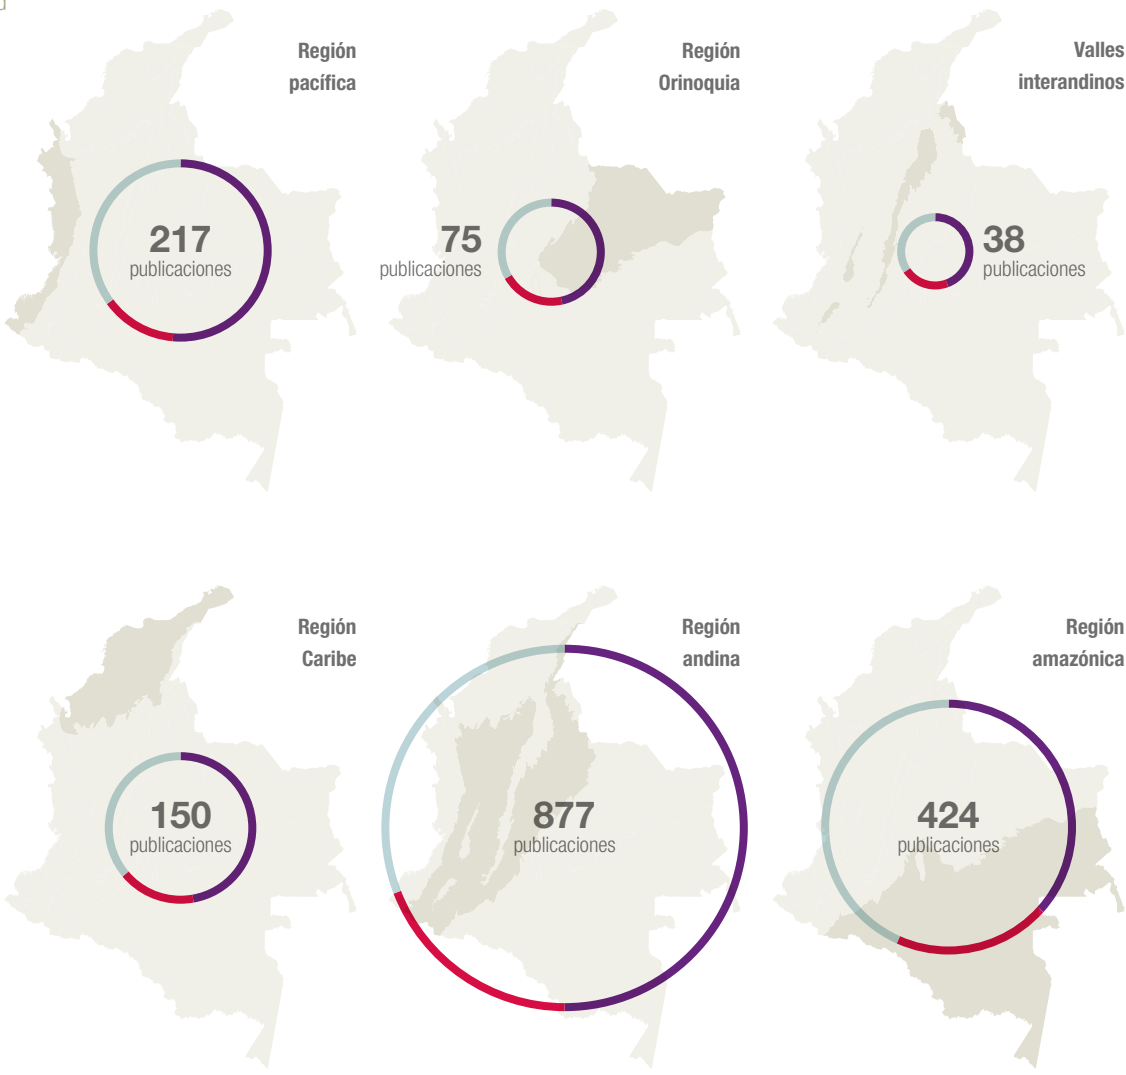 Región
pacífica
217
publicaciones
Región
Orinoquia
75
publicaciones
Valles
interandinos
38
publicaciones
Región
Caribe
150
publicaciones
Región
andina
877
publicaciones
Región
amazónica
424
publicaciones